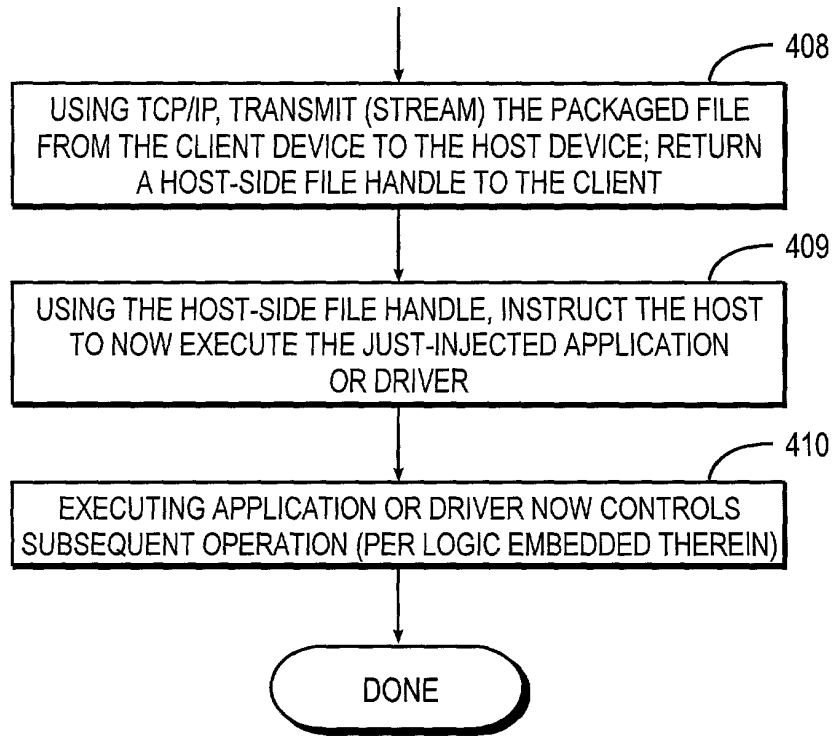 408
USING TCP/IP, TRANSMIT (STREAM) THE PACKAGED FILE
FROM THE CLIENT DEVICE TO THE HOST DEVICE; RETURN
A HOST-SIDE FILE HANDLE TO THE CLIENT
409
USING THE HOST-SIDE FILE HANDLE, INSTRUCT THE HOST
TO NOW EXECUTE THE JUST-INJECTED APPLICATION
OR DRIVER
410
EXECUTING APPLICATION OR DRIVER NOW CONTROLS
SUBSEQUENT OPERATION (PER LOGIC EMBEDDED THEREIN)
DONE